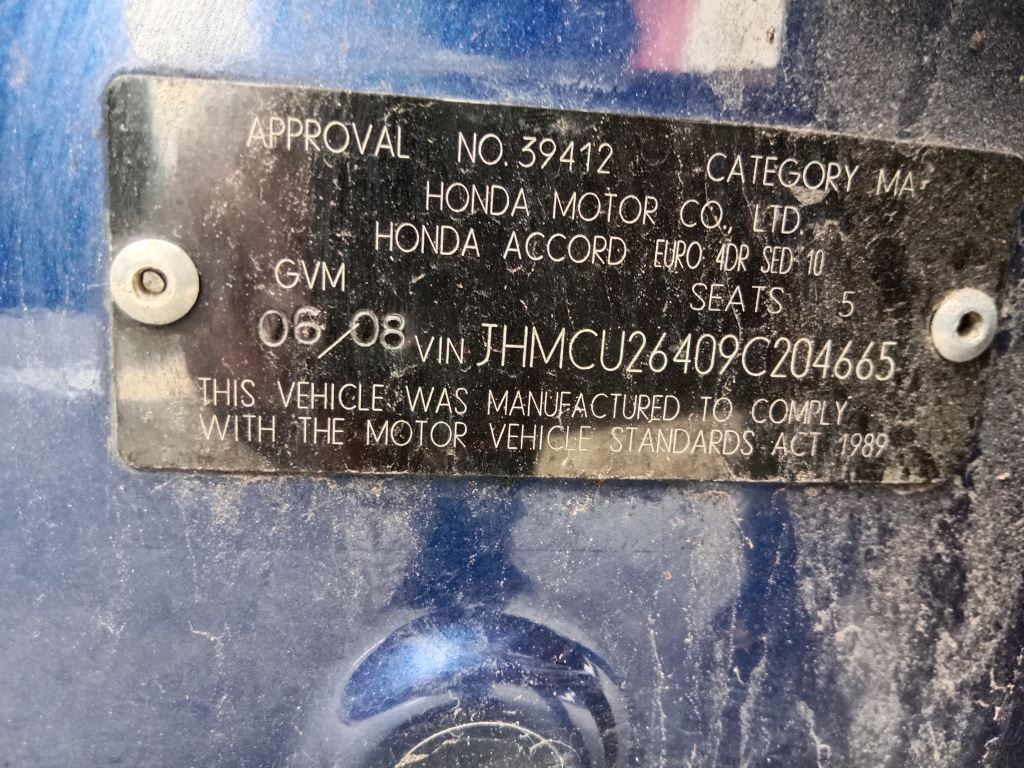 APPROVAL NO. 39412 CATEGORY MA
HONDA MOTOR CO., LTD.
HONDA ACCORD EURO 4DR SED 10
GVM SEATS 5
06/08 VIN JHMCU26409C204665
THIS VEHICLE WAS MANUFACTURED TO COMPLY
WITH THE MOTOR VEHICLE STANDARDS ACT 1989